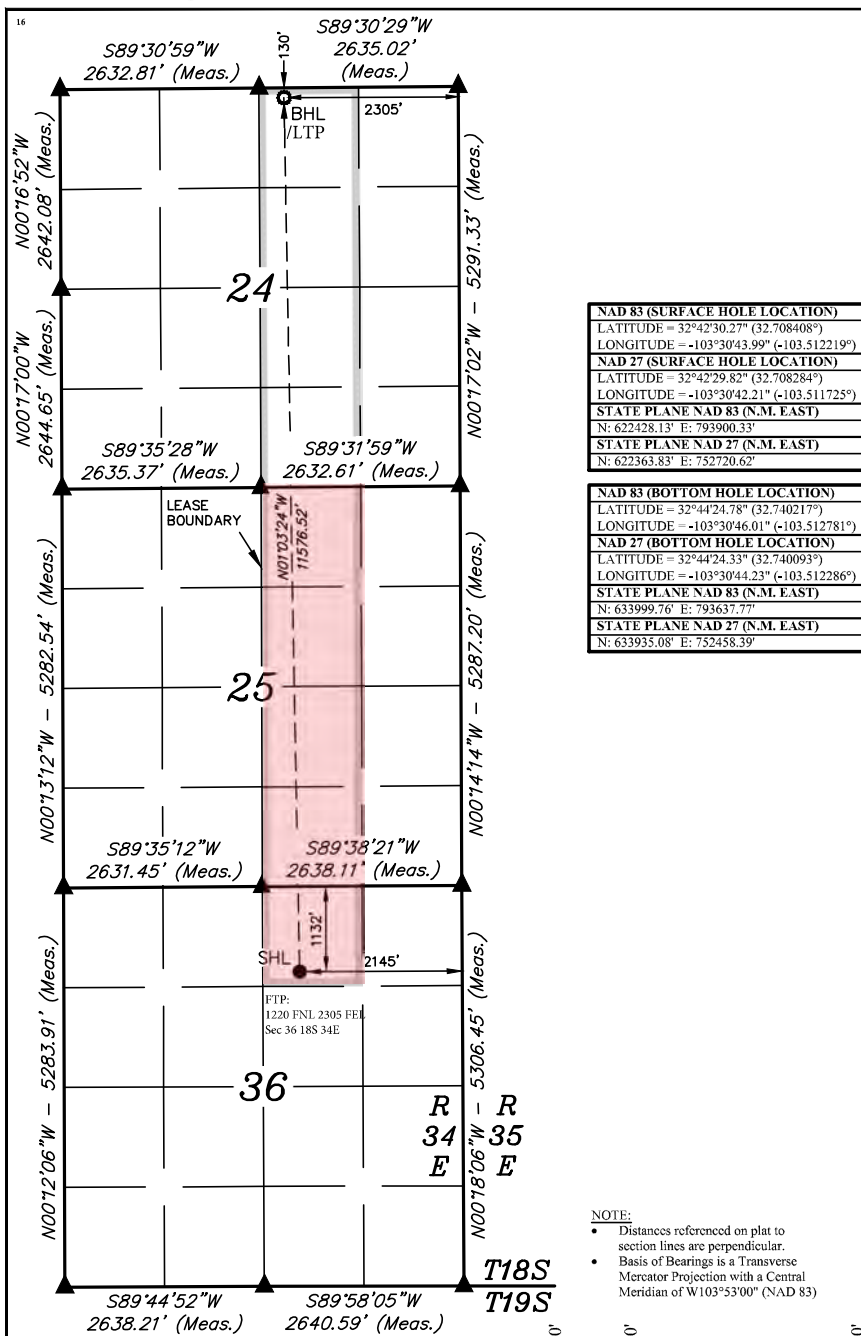 16
S89°30'59"W
2632.81' (Meas.)
S89°30'29"W
2635.02'
(Meas.)
130'
BHL
/LTP
2305'
N00°16'52"W
2642.08' (Meas.)
N00°17'02"W - 5291.33' (Meas.)
24
N00°17'00"W
2644.65' (Meas.)
S89°35'28"W
2635.37' (Meas.)
S89°31'59"W
2632.61' (Meas.)
LEASE
BOUNDARY
N01°03'24"W
11576.52'
N00°13'12"W - 5282.54' (Meas.)
N00°14'14"W - 5287.20' (Meas.)
25
S89°35'12"W
2631.45' (Meas.)
S89°38'21"W
2638.11' (Meas.)
1132'
SHL
2145'
FTP:
1220 FNL 2305 FEL
Sec 36 18S 34E
N00°12'06"W - 5283.91' (Meas.)
N00°18'06"W - 5306.45' (Meas.)
36
R R
34 35
E E
T18S
T19S
S89°44'52"W
2638.21' (Meas.)
S89°58'05"W
2640.59' (Meas.)
NAD 83 (SURFACE HOLE LOCATION)
LATITUDE = 32°42'30.27" (32.708408°)
LONGITUDE = -103°30'43.99" (-103.512219°)
NAD 27 (SURFACE HOLE LOCATION)
LATITUDE = 32°42'29.82" (32.708284°)
LONGITUDE = -103°30'42.21" (-103.511725°)
STATE PLANE NAD 83 (N.M. EAST)
N: 622428.13' E: 793900.33'
STATE PLANE NAD 27 (N.M. EAST)
N: 622363.83' E: 752720.62'
NAD 83 (BOTTOM HOLE LOCATION)
LATITUDE = 32°44'24.78" (32.740217°)
LONGITUDE = -103°30'46.01" (-103.512781°)
NAD 27 (BOTTOM HOLE LOCATION)
LATITUDE = 32°44'24.33" (32.740093°)
LONGITUDE = -103°30'44.23" (-103.512286°)
STATE PLANE NAD 83 (N.M. EAST)
N: 633999.76' E: 793637.77'
STATE PLANE NAD 27 (N.M. EAST)
N: 633935.08' E: 752458.39'
NOTE:
• Distances referenced on plat to
section lines are perpendicular.
• Basis of Bearings is a Transverse
Mercator Projection with a Central
Meridian of W103°53'00" (NAD 83)
0'
0'
0'